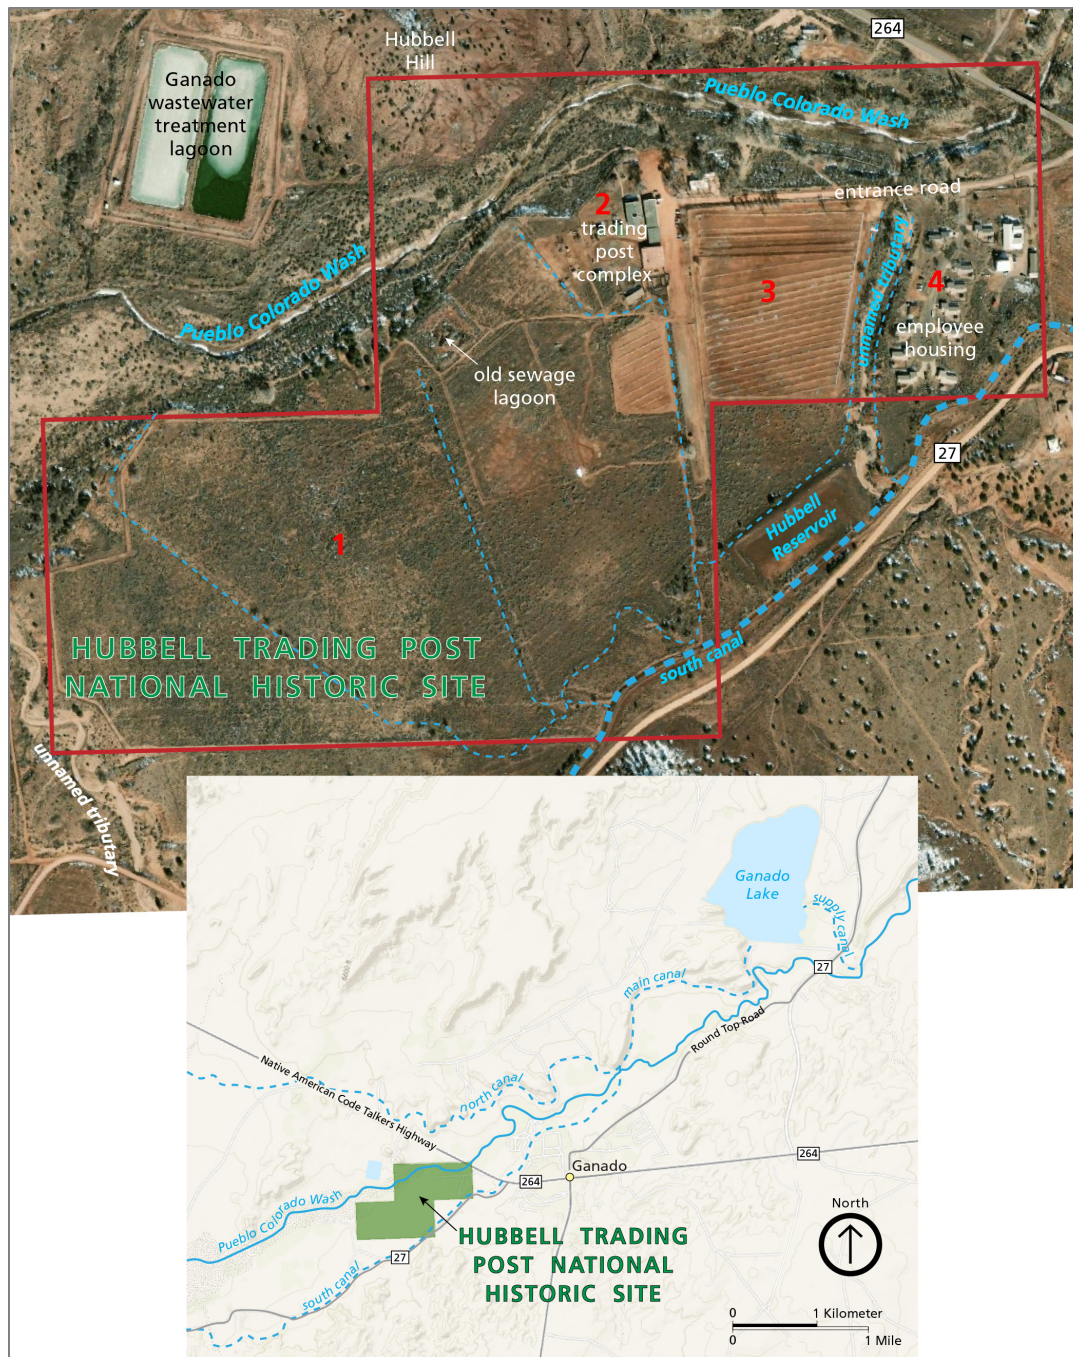 264
Hubbell
Hill
Ganado
wastewater
treatment
lagoon
Pueblo Colorado Wash
entrance road
2
trading
post
complex
unnamed tributary
3
4
Pueblo Colorado Wash
employee
housing
old sewage
lagoon
27
Hubbell
Reservoir
1
HUBBELL TRADING POST
NATIONAL HISTORIC SITE
south canal
unnamed tributary
Ganado
Lake
supply canal
6600 ft
27
main canal
Round Top Road
Native American Code Talkers Highway
north canal
264
Ganado
264
Pueblo Colorado Wash
North
HUBBELL TRADING
POST NATIONAL
HISTORIC SITE
27
south canal
0 1 Kilometer
0 1 Mile